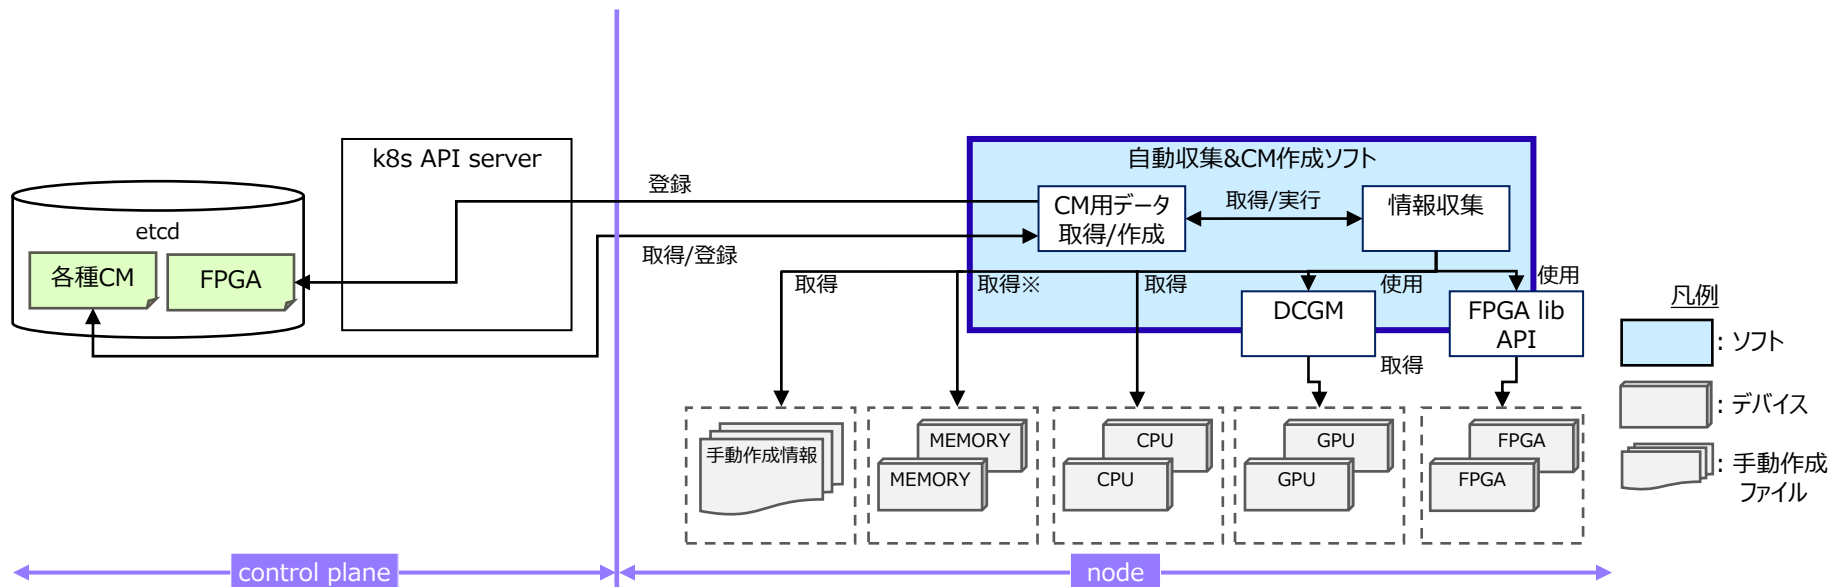 k8s API server
etcd
各種CM
FPGA
登録
取得/登録
自動収集&CM作成ソフト
CM用データ
取得/作成
取得/実行
情報収集
取得
取得※
取得
使用
使用
DCGM
FPGA lib
API
取得
手動作成情報
MEMORY
MEMORY
CPU
CPU
GPU
GPU
FPGA
FPGA
凡例
: ソフト
: デバイス
: 手動作成
ファイル
control plane
node